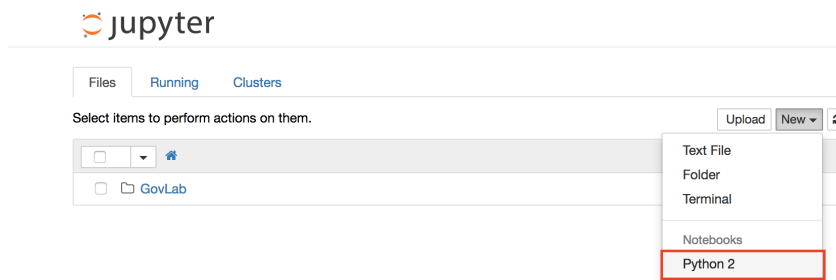 jupyter
Files Running Clusters
Select items to perform actions on them.
Upload New
GovLab
Text File
Folder
Terminal
Notebooks
Python 2